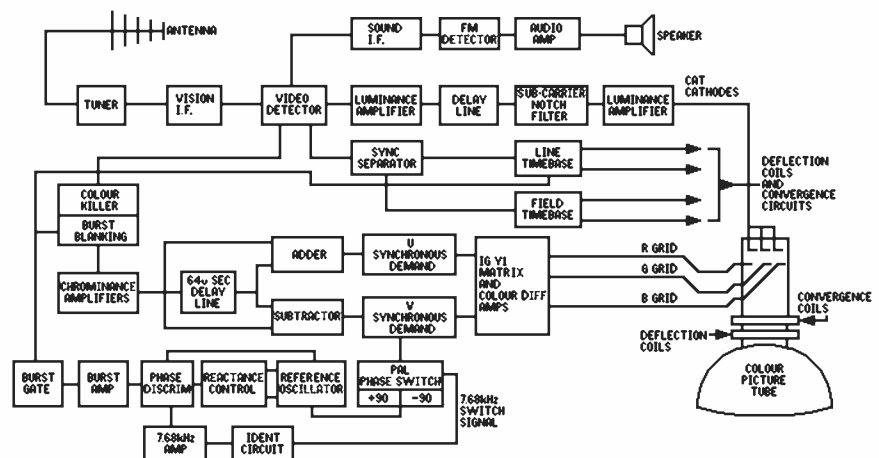 ANTENNA
SOUND
I.F.
FM
DETECTOR
AUDIO
AMP
SPEAKER
TUNER
VISION
I.F.
VIDEO
DETECTOR
LUMINANCE
AMPLIFIER
DELAY
LINE
SUB-CARRIER
NOTCH
FILTER
LUMINANCE
AMPLIFIER
CAT
CATHODES
SYNC
SEPARATOR
LINE
TIMEBASE
FIELD
TIMEBASE
DEFLECTION
COILS
AND
CONVERGENCE
CIRCUITS
COLOUR
KILLER
BURST
BLANKING
CHROMINANCE
AMPLIFIERS
64υ SEC
DELAY
LINE
ADDER
SUBTRACTOR
U
SYNCHRONOUS
DEMAND
V
SYNCHRONOUS
DEMAND
IG Y1
MATRIX
AND
COLOUR DIFF
AMPS
R GRID
G GRID
B GRID
CONVERGENCE
COILS
DEFLECTION
COILS
COLOUR
PICTURE
TUBE
BURST
GATE
BURST
AMP
PHASE
DISCRIM
REACTANCE
CONTROL
REFERENCE
OSCILLATOR
PAL
PHASE SWITCH
+90 -90
7.68kHz
SWITCH
SIGNAL
7.68kHz
AMP
IDENT
CIRCUIT